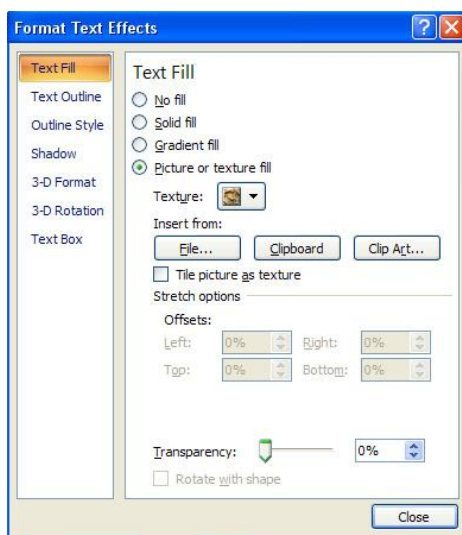 Format Text Effects
Text Fill
Text Outline
Outline Style
Shadow
3-D Format
3-D Rotation
Text Box
Text Fill
No fill
Solid fill
Gradient fill
Picture or texture fill
Texture:
Insert from:
File... Clipboard Clip Art...
Tile picture as texture
Stretch options
Offsets:
Left: 0% Right: 0%
Top: 0% Bottom: 0%
Transparency: 0%
Rotate with shape
Close